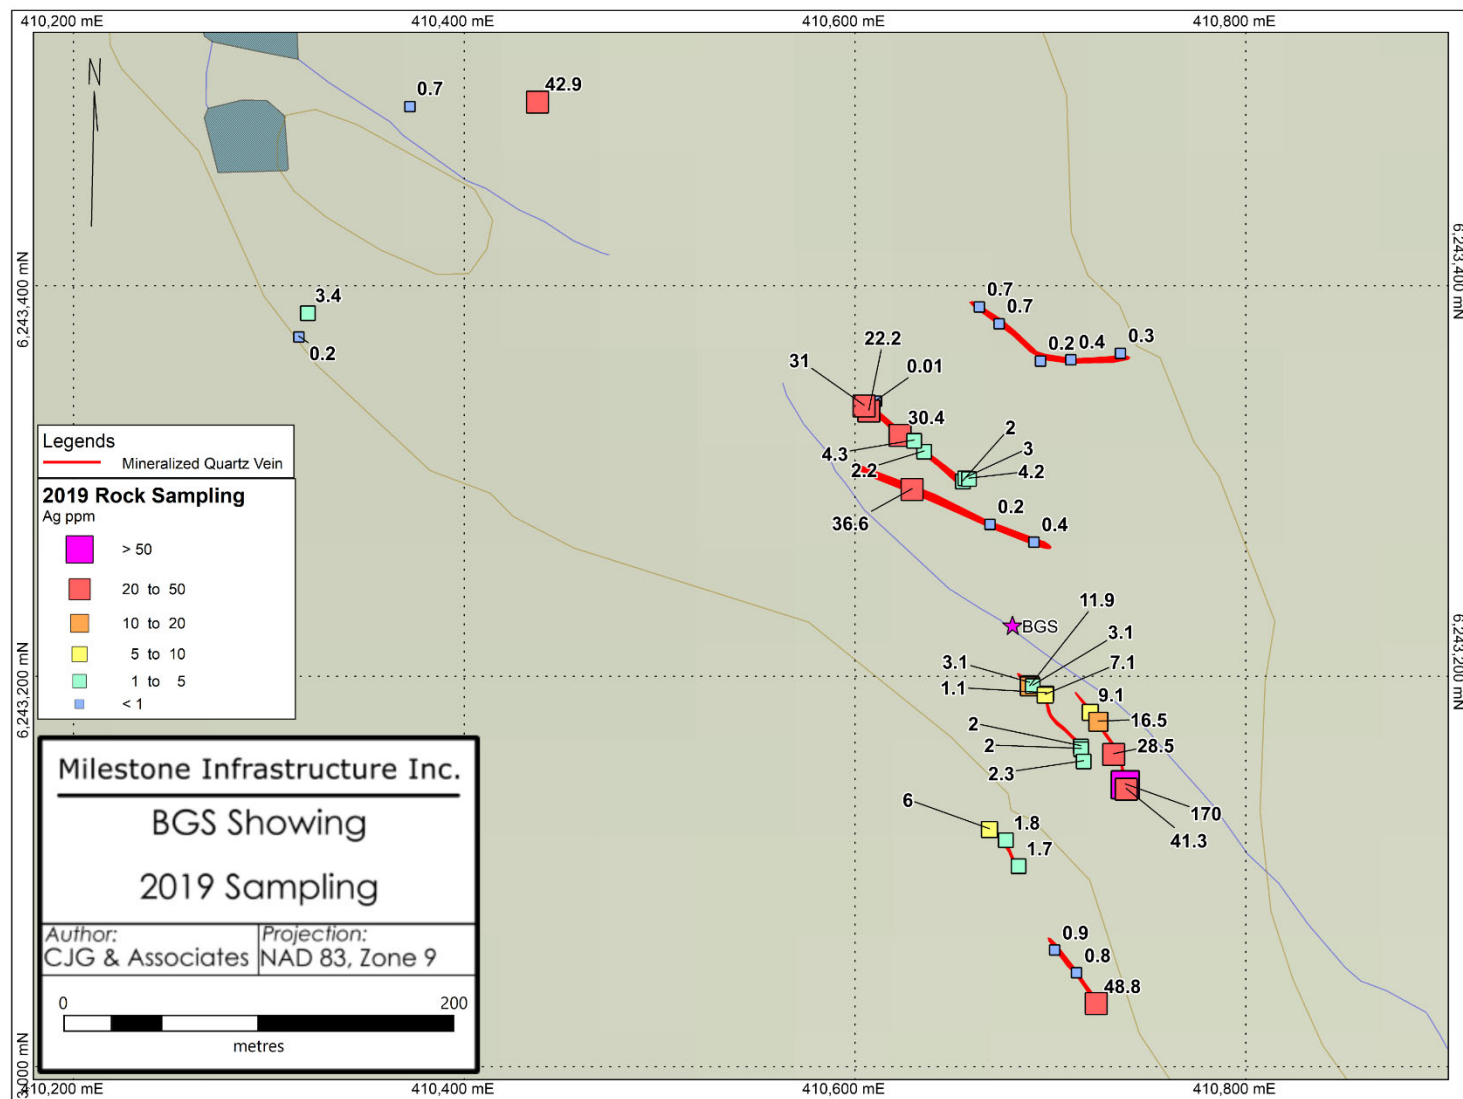 410,200 mE 410,400 mE 410,600 mE 410,800 mE
N
0.7 42.9
6,243,400 mN 6,243,400 mN
3.4
0.2
0.7
0.7
0.2 0.4 0.3
22.2
31 0.01
30.4
4.3
2.2
2
3
4.2
36.6
0.2
0.4
Legends
Mineralized Quartz Vein
2019 Rock Sampling
Ag ppm
> 50
20 to 50
10 to 20
5 to 10
1 to 5
< 1
BGS
11.9
3.1
3.1
7.1
1.1
6,243,200 mN 6,243,200 mN
9.1
16.5
2
2
28.5
2.3
170
41.3
6
1.8
1.7
0.9
0.8
48.8
Milestone Infrastructure Inc.
BGS Showing
2019 Sampling
Author:
CJG & Associates
Projection:
NAD 83, Zone 9
0 200
metres
000 mN
410,200 mE 410,400 mE 410,600 mE 410,800 mE